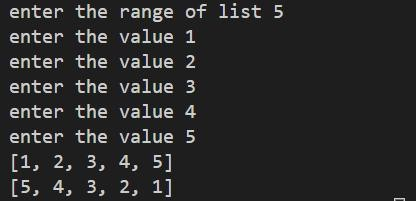 enter the range of list 5
enter the value 1
enter the value 2
enter the value 3
enter the value 4
enter the value 5
[1, 2, 3, 4, 5]
[5, 4, 3, 2, 1]